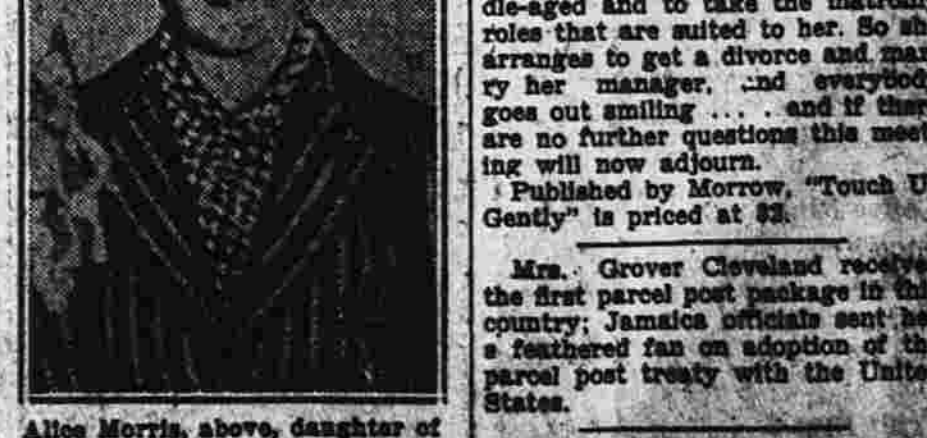 Alice Morris, above, daughter of
dle-aged and to take the matronly
roles that are suited to her. So sh
arranges to get a divorce and mar
ry her manager, and everybod
goes out smiling ... . and if ther
are no further questions this meet
ing will now adjourn.
Published by Morrow, "Touch U
Gently" is priced at $2.
Mrs. Grover Cleveland receive
the first parcel post package in thi
country; Jamaica officials sent he
a feathered fan on adoption of th
parcel post treaty with the Unite
States.